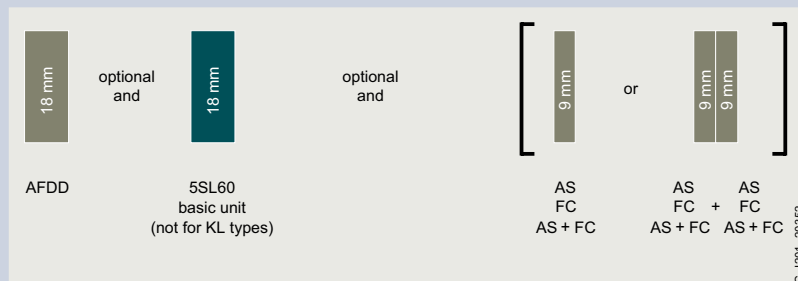 18 mm
optional
and
18 mm
optional
and
9 mm
or
9 mm
9 mm
AFDD
5SL60
basic unit
(not for KL types)
AS
FC
AS + FC
AS AS
FC + FC
AS + FC AS + FC